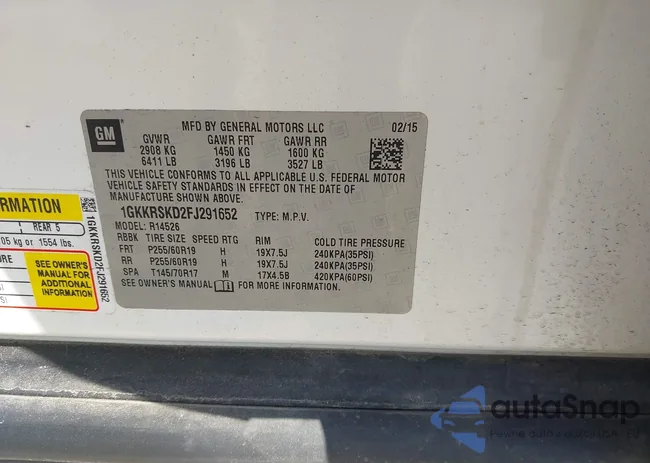 GM
MFD BY GENERAL MOTORS LLC 02/15
GVWR GAWR FRT GAWR RR
2908 KG 1450 KG 1600 KG
6411 LB 3196 LB 3527 LB
THIS VEHICLE CONFORMS TO ALL APPLICABLE U.S. FEDERAL MOTOR
VEHICLE SAFETY STANDARDS IN EFFECT ON THE DATE OF
MANUFACTURE SHOWN ABOVE.
1GKKRSKD2FJ291652 TYPE: M.P.V.
MODEL: R14526
RBBK TIRE SIZE SPEED RTG RIM COLD TIRE PRESSURE
FRT P255/60R19 H 19X7.5J 240KPA(35PSI)
RR P255/60R19 H 19X7.5J 240KPA(35PSI)
SPA T145/70R17 M 17X4.5B 420KPA(60PSI)
SEE OWNER'S MANUAL FOR MORE INFORMATION.
ORMATION
REAR 5
05 kg or 1554 lbs.
URE
SEE OWNER'S
MANUAL FOR
ADDITIONAL
INFORMATION
1GKKRSKD2FJ291652
autoSnap